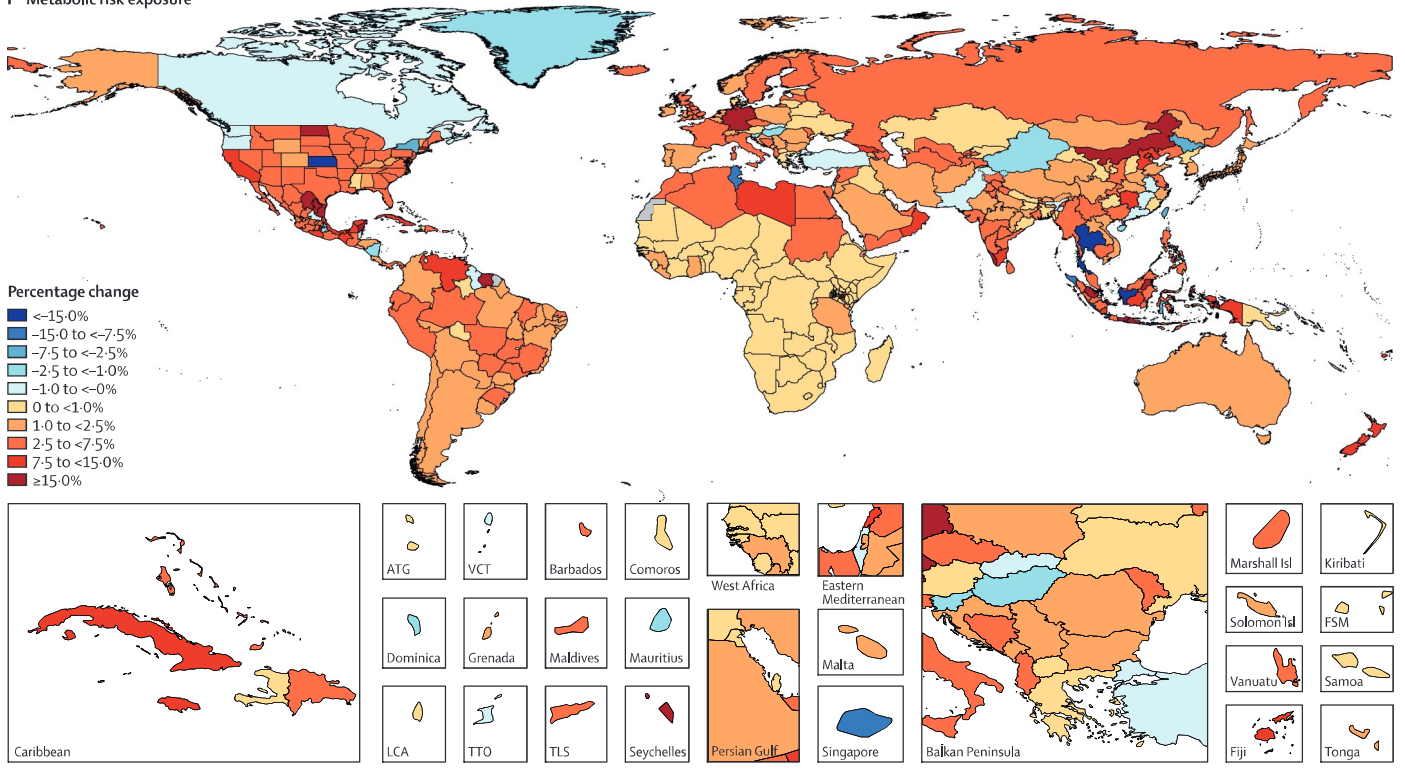 Metabolic risk exposure
Percentage change
<–15·0%
–15·0 to <–7·5%
–7·5 to <–2·5%
–2·5 to <–1·0%
–1·0 to <–0%
0 to <1·0%
1·0 to <2·5%
2·5 to <7·5%
7·5 to <15·0%
≥15·0%
Caribbean
ATG
VCT
Barbados
Comoros
West Africa
Eastern
Mediterranean
Marshall Isl
Kiribati
Dominica
Grenada
Maldives
Mauritius
Malta
Solomon Isl
FSM
Vanuatu
Samoa
LCA
TTO
TLS
Seychelles
Persian Gulf
Singapore
Balkan Peninsula
Fiji
Tonga